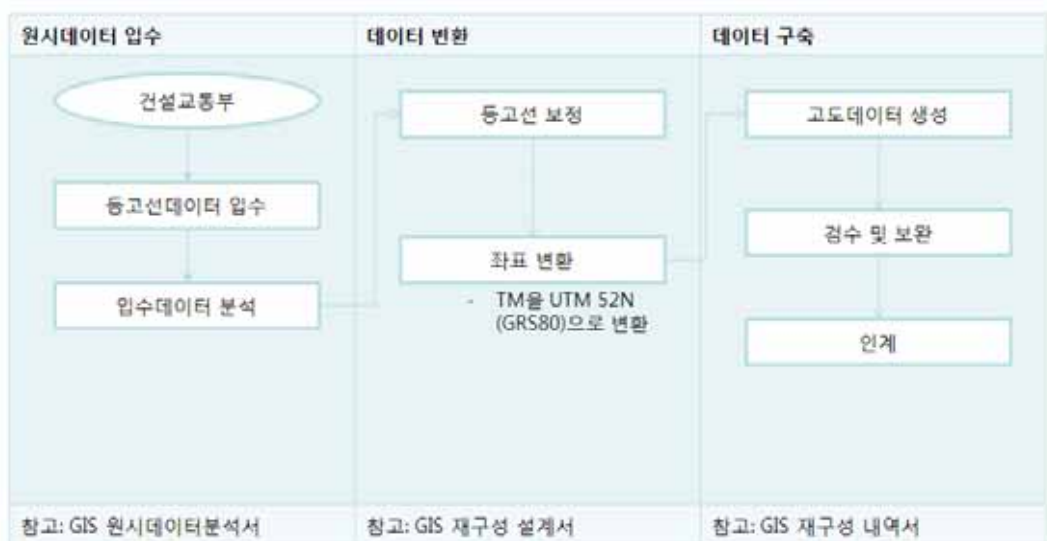 원시데이터 입수
건설교통부
등고선데이터 입수
입수데이터 분석
참고: GIS 원시데이터분석서
데이터 변환
등고선 보정
좌표 변환
- TM을 UTM 52N
(GRS80)으로 변환
참고: GIS 재구성 설계서
데이터 구축
고도데이터 생성
검수 및 보완
인계
참고: GIS 재구성 내역서